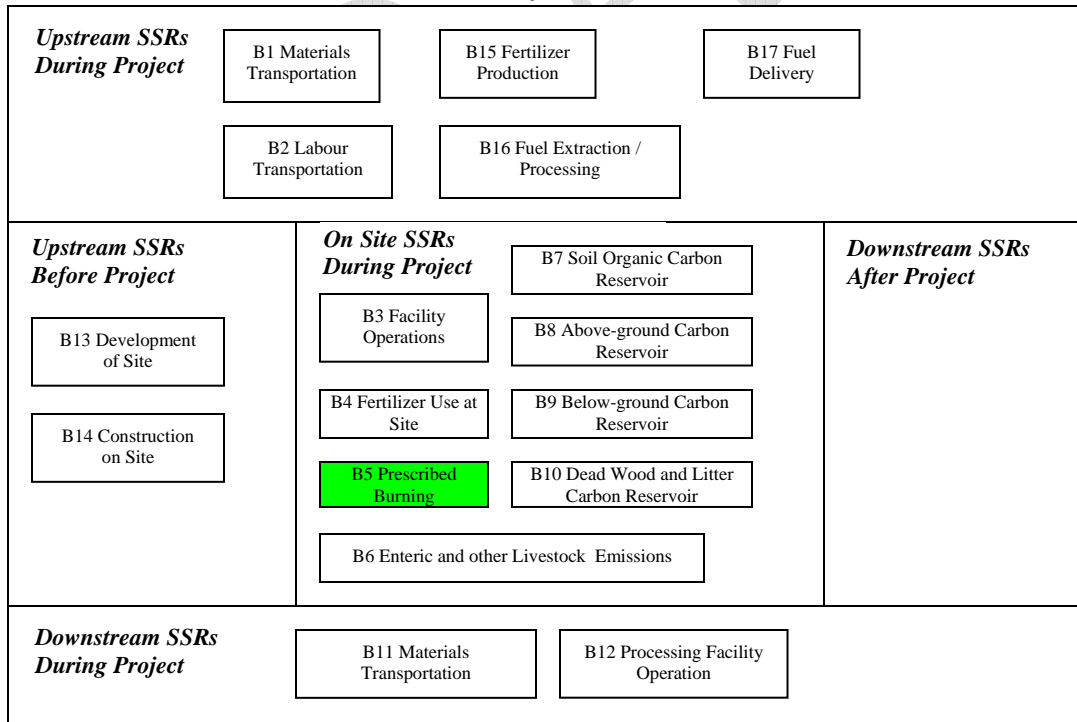 Upstream SSRs
During Project
B1 Materials
Transportation
B15 Fertilizer
Production
B17 Fuel
Delivery
B2 Labour
Transportation
B16 Fuel Extraction /
Processing
Upstream SSRs
Before Project
B13 Development
of Site
B14 Construction
on Site
On Site SSRs
During Project
B3 Facility
Operations
B4 Fertilizer Use at
Site
B5 Prescribed
Burning
B7 Soil Organic Carbon
Reservoir
B8 Above-ground Carbon
Reservoir
B9 Below-ground Carbon
Reservoir
B10 Dead Wood and Litter
Carbon Reservoir
B6 Enteric and other Livestock Emissions
Downstream SSRs
After Project
Downstream SSRs
During Project
B11 Materials
Transportation
B12 Processing Facility
Operation